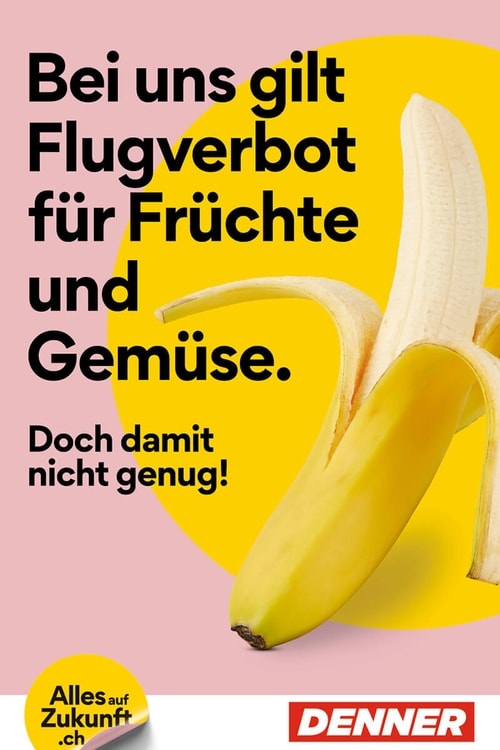 Bei uns gilt
Flugverbot
für Früchte
und
Gemüse.
Doch damit
nicht genug!
Alles auf
Zukunft
.ch
DENNER